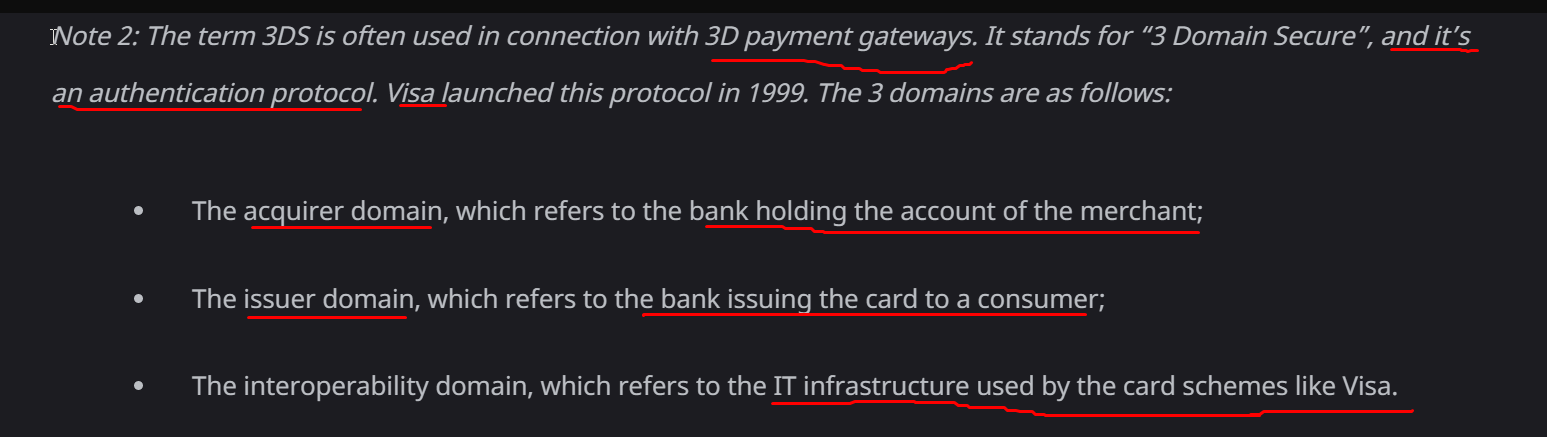 Note 2: The term 3DS is often used in connection with 3D payment gateways. It stands for “3 Domain Secure”, and it’s
an authentication protocol. Visa launched this protocol in 1999. The 3 domains are as follows:
• The acquirer domain, which refers to the bank holding the account of the merchant;
• The issuer domain, which refers to the bank issuing the card to a consumer;
• The interoperability domain, which refers to the IT infrastructure used by the card schemes like Visa.